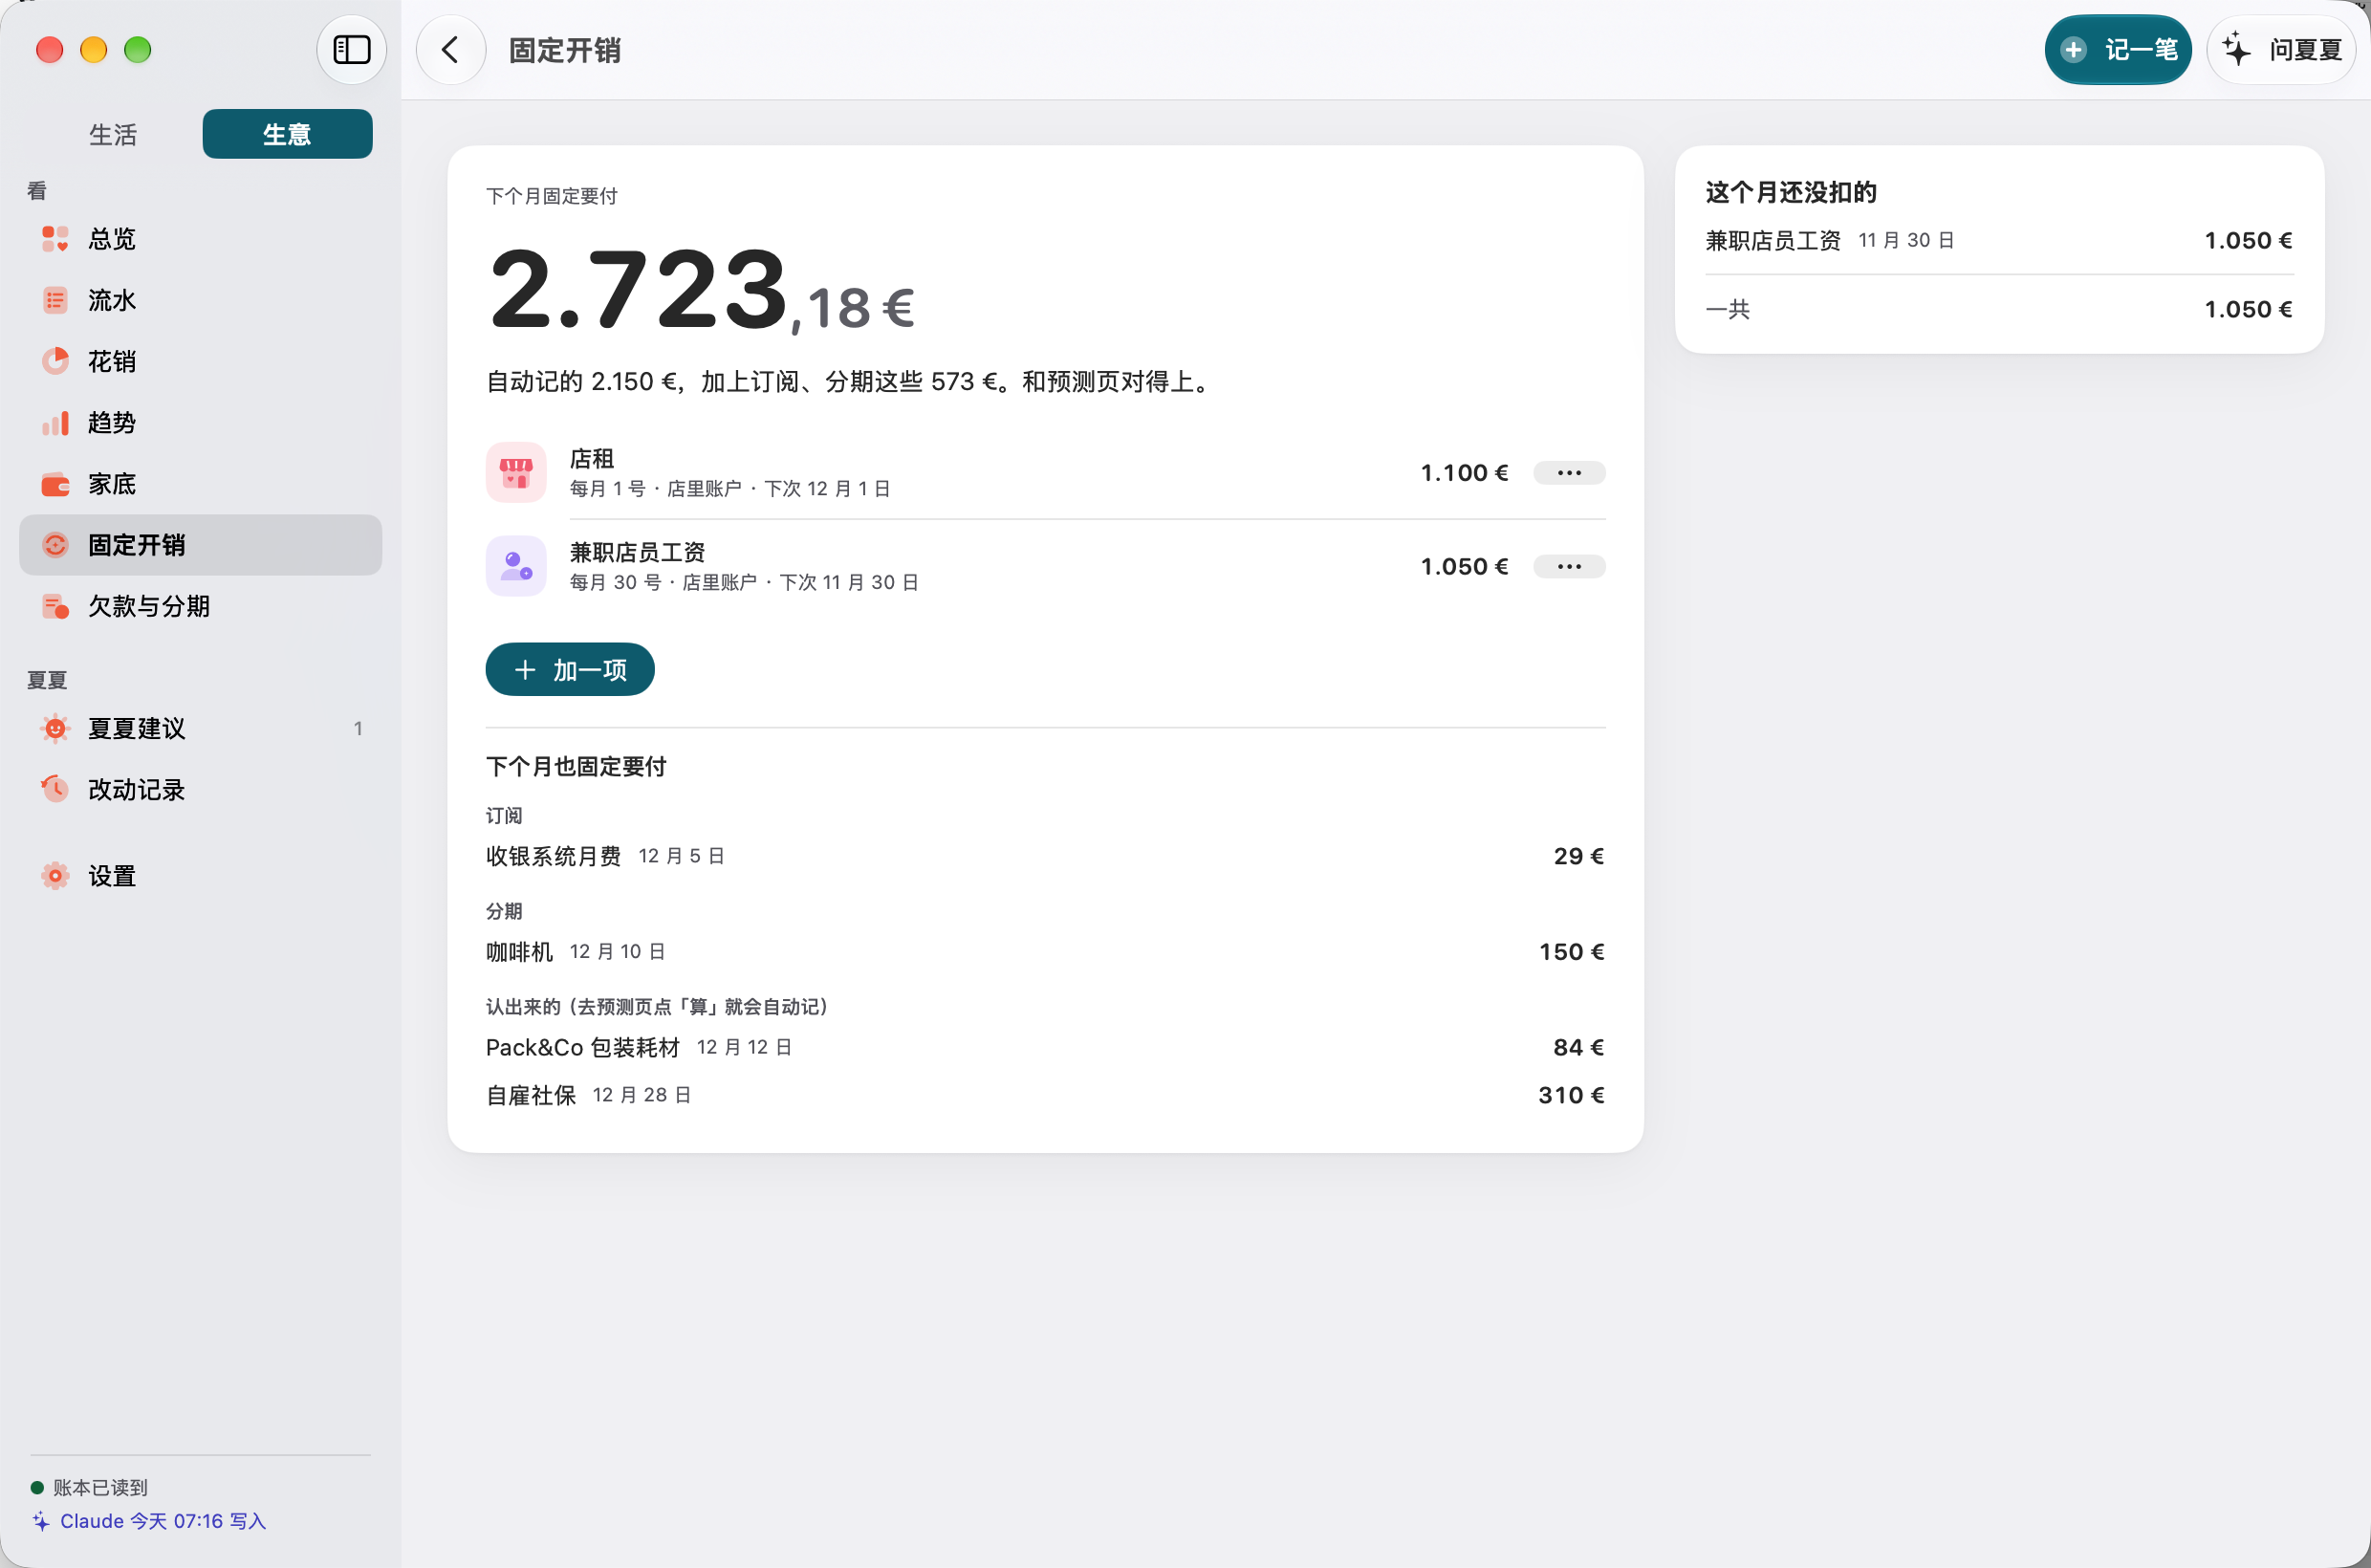 固定开销
记一笔
问夏夏
生活
生意
看
总览
流水
花销
趋势
家底
固定开销
欠款与分期
夏夏
夏夏建议 1
改动记录
设置
账本已读到
Claude 今天 07:16 写入
下个月固定要付
2.723,18 €
自动记的 2.150 €，加上订阅、分期这些 573 €。和预测页对得上。
店租
每月 1 号 · 店里账户 · 下次 12 月 1 日
1.100 €
兼职店员工资
每月 30 号 · 店里账户 · 下次 11 月 30 日
1.050 €
加一项
下个月也固定要付
订阅
收银系统月费 12 月 5 日 29 €
分期
咖啡机 12 月 10 日 150 €
认出来的（去预测页点「算」就会自动记）
Pack&Co 包装耗材 12 月 12 日 84 €
自雇社保 12 月 28 日 310 €
这个月还没扣的
兼职店员工资 11 月 30 日 1.050 €
一共 1.050 €